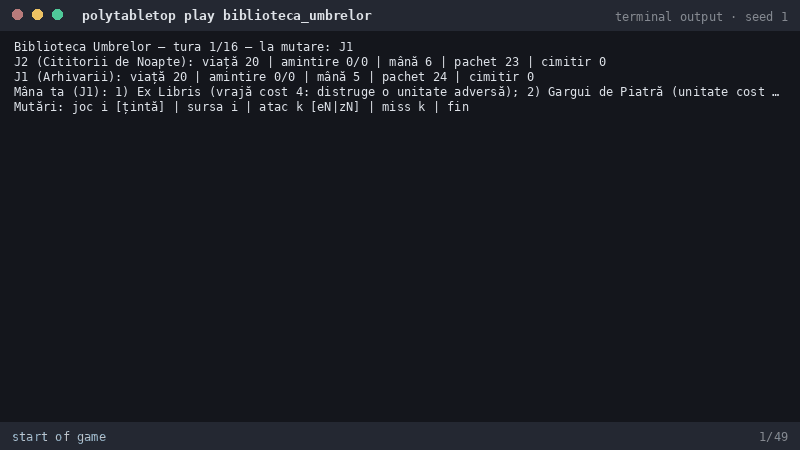 polytabletop play biblioteca_umbrelor
terminal output · seed 1
Biblioteca Umbrelor — tura 1/16 — la mutare: J1
J2 (Cititorii de Noapte): viață 20 | amintire 0/0 | mână 6 | pachet 23 | cimitir 0
J1 (Arhivarii): viață 20 | amintire 0/0 | mână 5 | pachet 24 | cimitir 0
Mâna ta (J1): 1) Ex Libris (vrajă cost 4: distruge o unitate adversă); 2) Gargui de Piatră (unitate cost …
Mutări: joc i [țintă] | sursa i | atac k [eN|zN] | miss k | fin
start of game
1/49